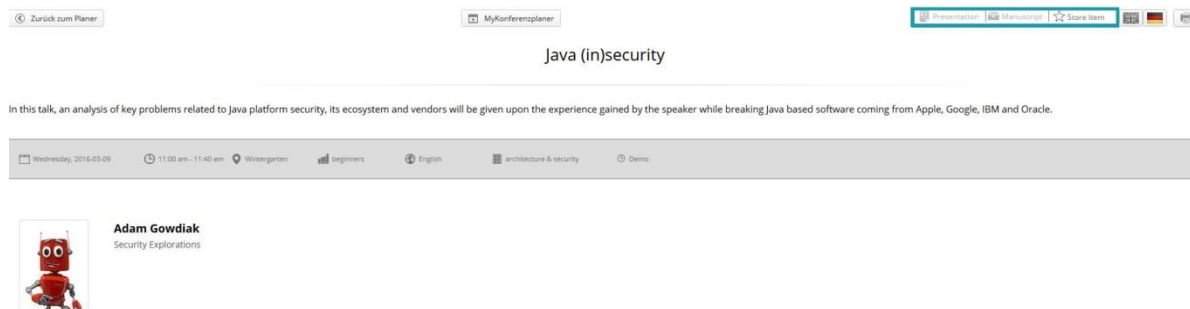 Zurück zum Planer
MyKonferenzplaner
Presentation Manuscript Store item
Java (in)security
In this talk, an analysis of key problems related to Java platform security, its ecosystem and vendors will be given upon the experience gained by the speaker while breaking Java based software coming from Apple, Google, IBM and Oracle.
Wednesday, 2016-03-09 11:00 am - 11:40 am Wintergarten beginners English architecture & security Demo
Adam Gowdiak
Security Explorations